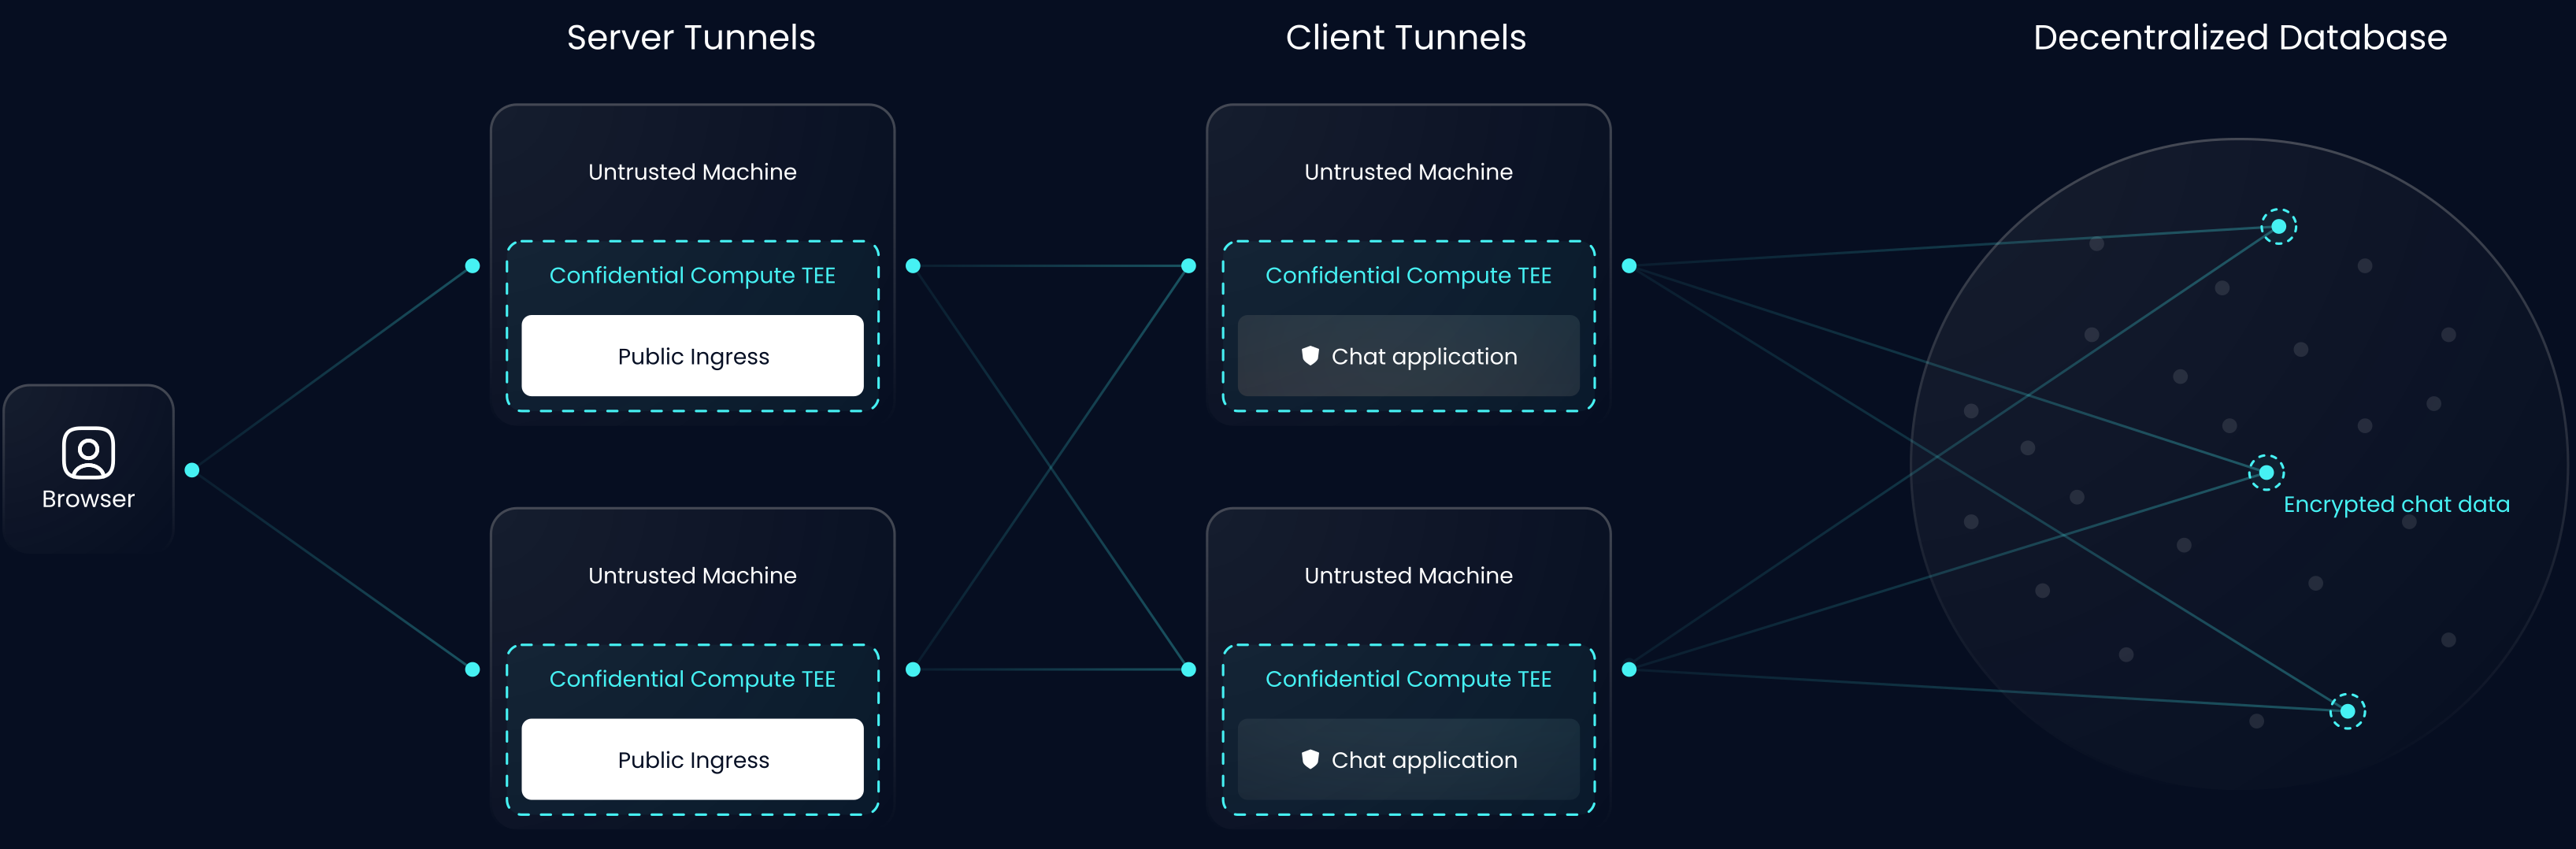 Server Tunnels
Client Tunnels
Decentralized Database
Untrusted Machine
Confidential Compute TEE
Public Ingress
Untrusted Machine
Confidential Compute TEE
Chat application
Browser
Encrypted chat data
Untrusted Machine
Confidential Compute TEE
Public Ingress
Untrusted Machine
Confidential Compute TEE
Chat application